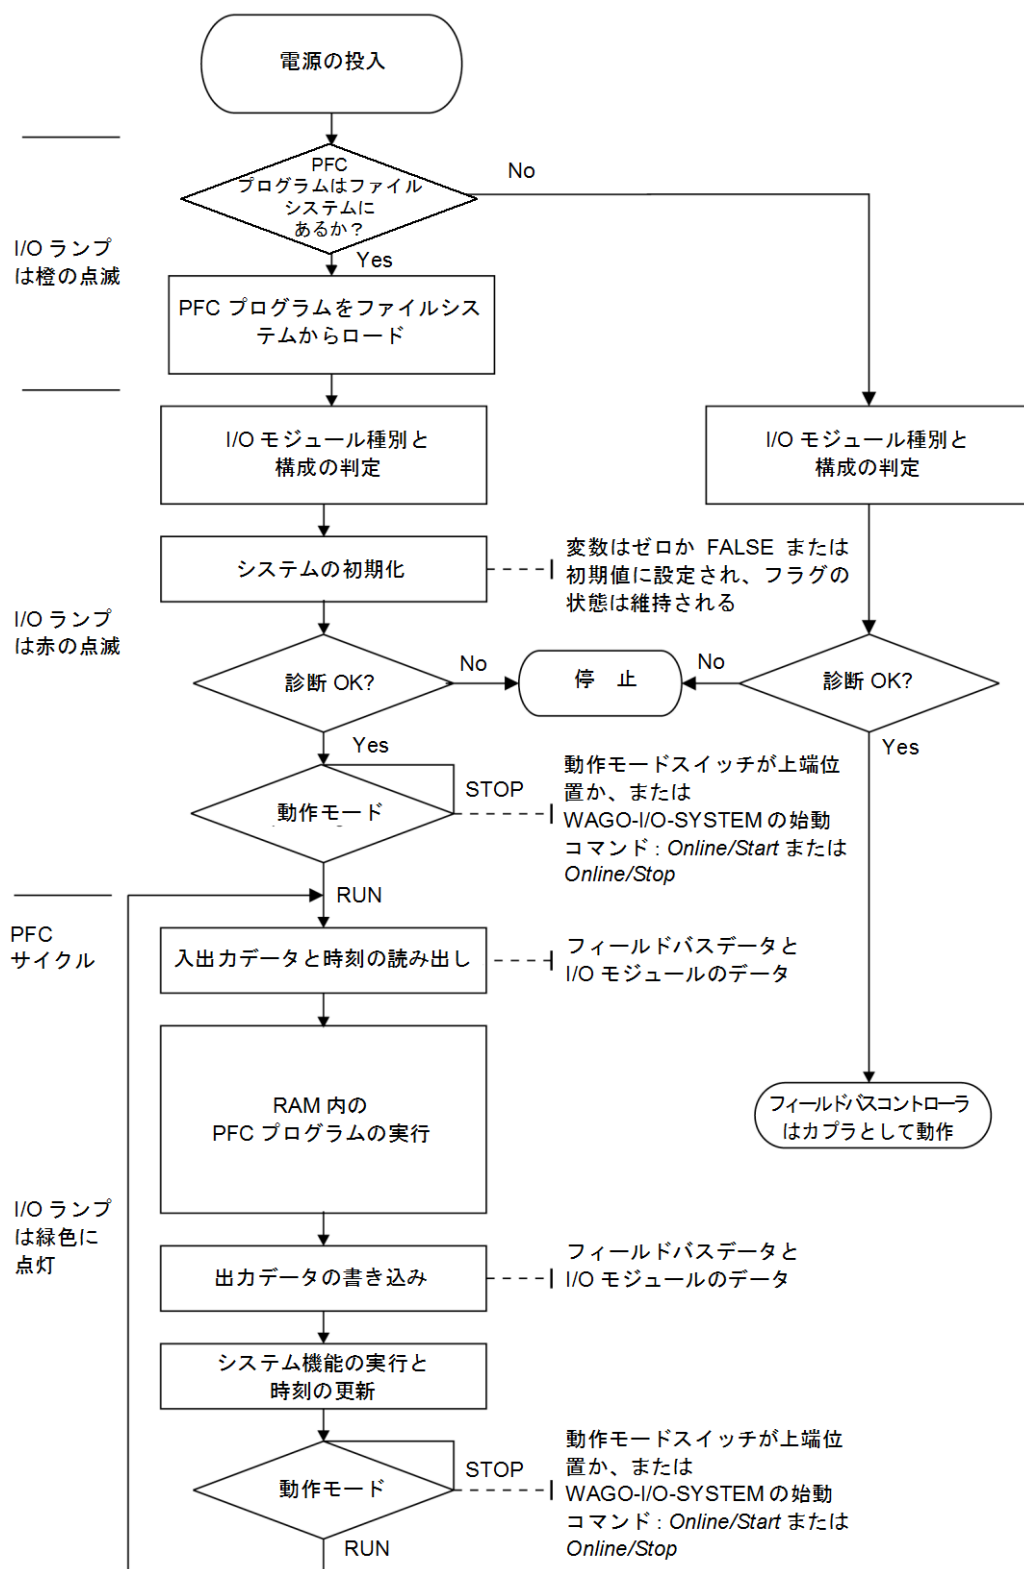 電源の投入
PFC
プログラムはファイル
システムに
あるか？
No
I/O ランプ
は橙の点滅
Yes
PFC プログラムをファイルシス
テムからロード
I/O モジュール種別と
構成の判定
I/O モジュール種別と
構成の判定
システムの初期化
変数はゼロか FALSE または
初期値に設定され、フラグの
状態は維持される
I/O ランプ
は赤の点滅
診断 OK?
No
停 止
No
診断 OK?
Yes
Yes
動作モード
STOP
動作モードスイッチが上端位
置か、または
WAGO-I/O-SYSTEM の始動
コマンド：Online/Start または
Online/Stop
RUN
PFC
サイクル
入出力データと時刻の読み出し
フィールドバスデータと
I/O モジュールのデータ
RAM 内の
PFC プログラムの実行
フィールドバスコントローラ
はカプラとして動作
I/O ランプ
は緑色に
点灯
出力データの書き込み
フィールドバスデータと
I/O モジュールのデータ
システム機能の実行と
時刻の更新
動作モード
STOP
動作モードスイッチが上端位
置か、または
WAGO-I/O-SYSTEM の始動
コマンド：Online/Start または
Online/Stop
RUN